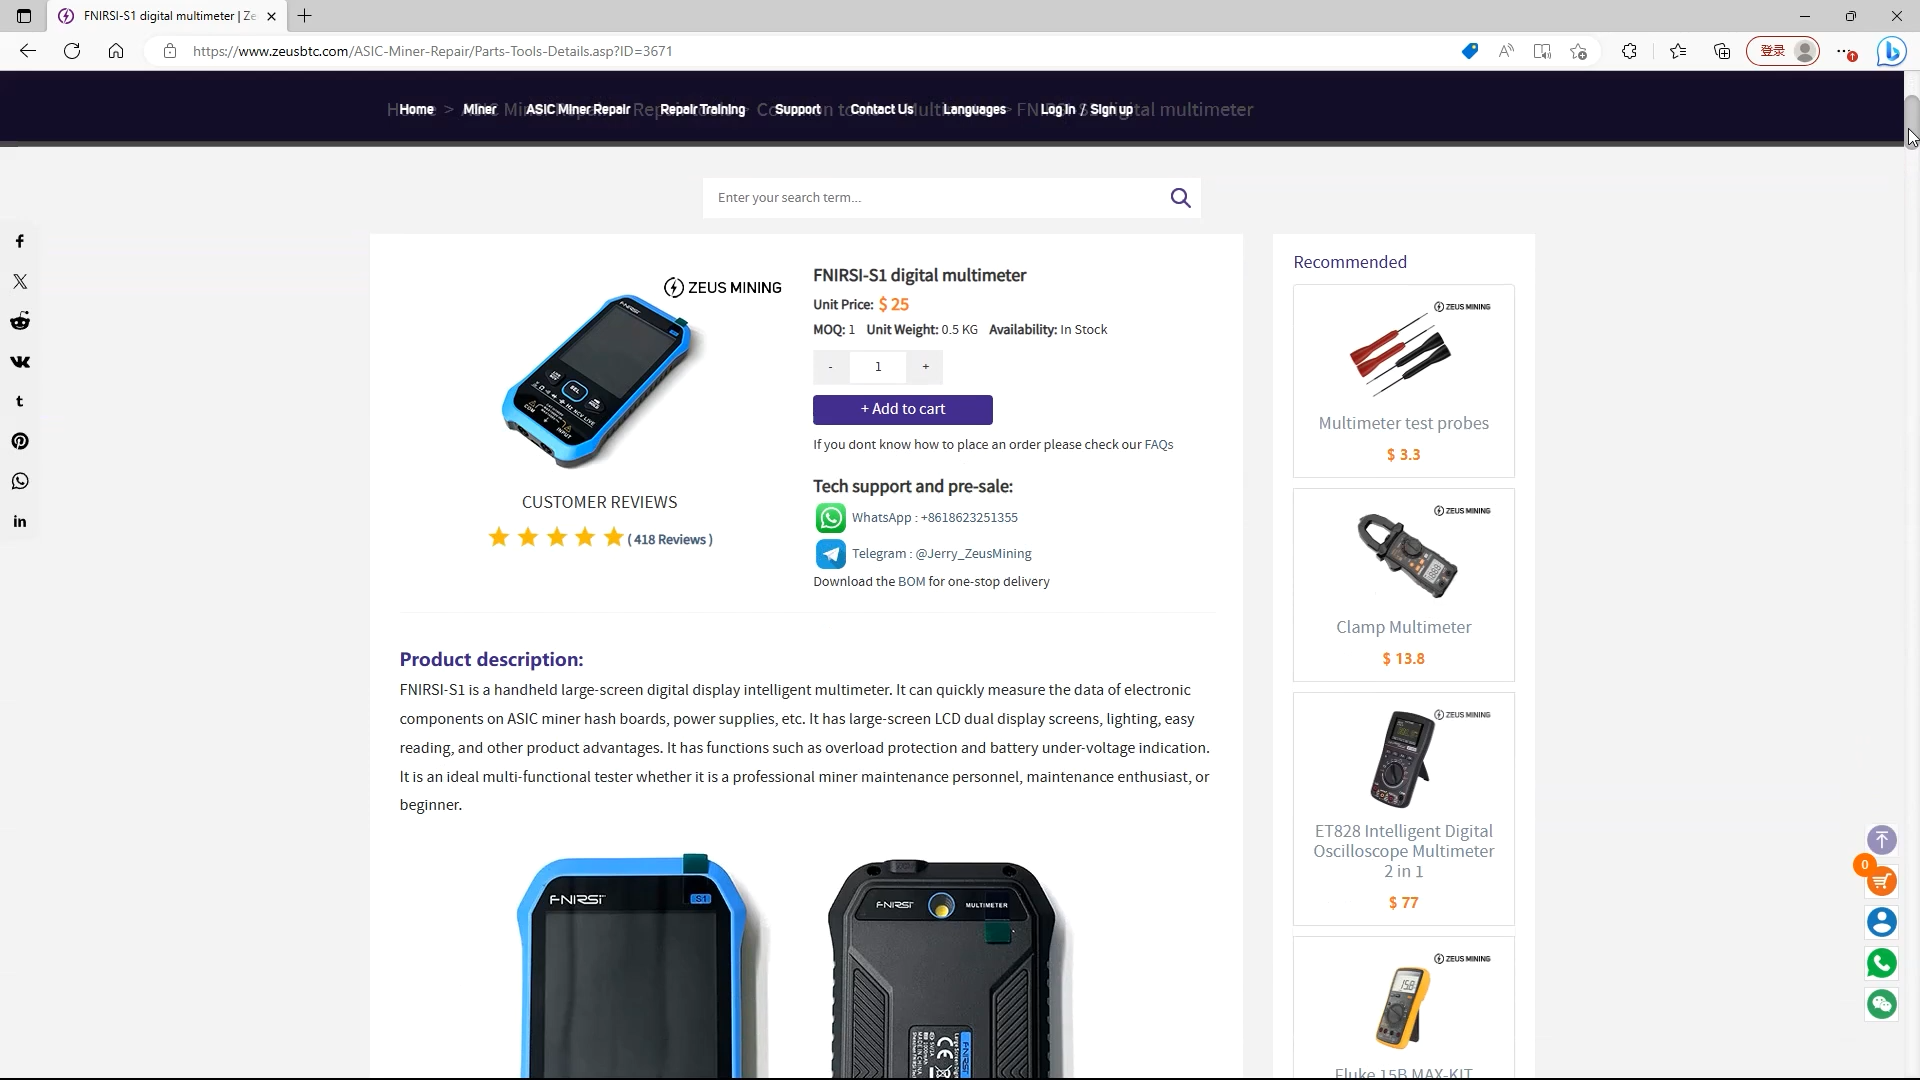 FNIRSI-S1 digital multimeter | Ze
https://www.zeusbtc.com/ASIC-Miner-Repair/Parts-Tools-Details.asp?ID=3671
登录
Home Miner ASIC Miner Repair Repair Training Support Contact Us Languages Log In / Sign up
Enter your search term...
ZEUS MINING
FNIRSI-S1 digital multimeter
Unit Price: $ 25
MOQ: 1 Unit Weight: 0.5 KG Availability: In Stock
- 1 +
+ Add to cart
If you dont know how to place an order please check our FAQs
CUSTOMER REVIEWS
( 418 Reviews )
Tech support and pre-sale:
WhatsApp : +8618623251355
Telegram : @Jerry_ZeusMining
Download the BOM for one-stop delivery
Product description:
FNIRSI-S1 is a handheld large-screen digital display intelligent multimeter. It can quickly measure the data of electronic
components on ASIC miner hash boards, power supplies, etc. It has large-screen LCD dual display screens, lighting, easy
reading, and other product advantages. It has functions such as overload protection and battery under-voltage indication.
It is an ideal multi-functional tester whether it is a professional miner maintenance personnel, maintenance enthusiast, or
beginner.
FNIRSI S1
FNIRSI MULTIMETER
Recommended
ZEUS MINING
Multimeter test probes
$ 3.3
ZEUS MINING
Clamp Multimeter
$ 13.8
ZEUS MINING
ET828 Intelligent Digital
Oscilloscope Multimeter
2 in 1
$ 77
ZEUS MINING
Fluke 15B MAX-KIT
0